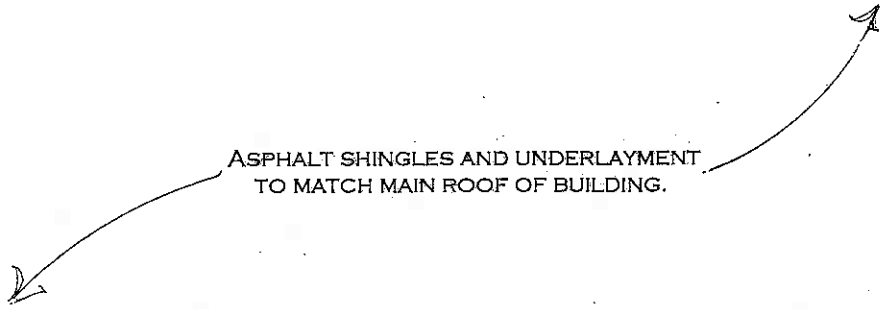 ASPHALT SHINGLES AND UNDERLAYMENT
TO MATCH MAIN ROOF OF BUILDING.